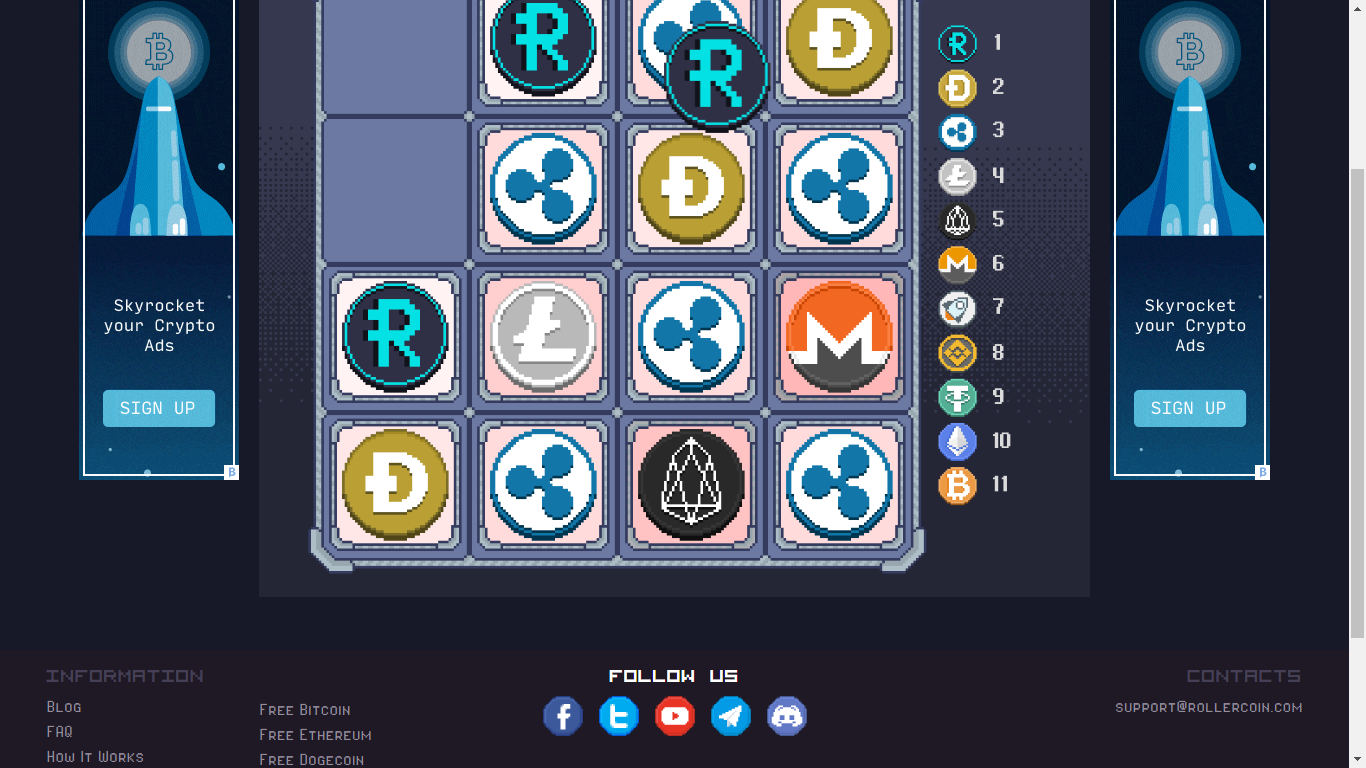 1
2
3
4
5
6
7
8
9
10
11
Skyrocket
your Crypto
Ads
SIGN UP
Skyrocket
your Crypto
Ads
SIGN UP
INFORMATION
Blog
FAQ
How It Works
Free Bitcoin
Free Ethereum
Free Dogecoin
FOLLOW US
CONTACTS
support@rollercoin.com